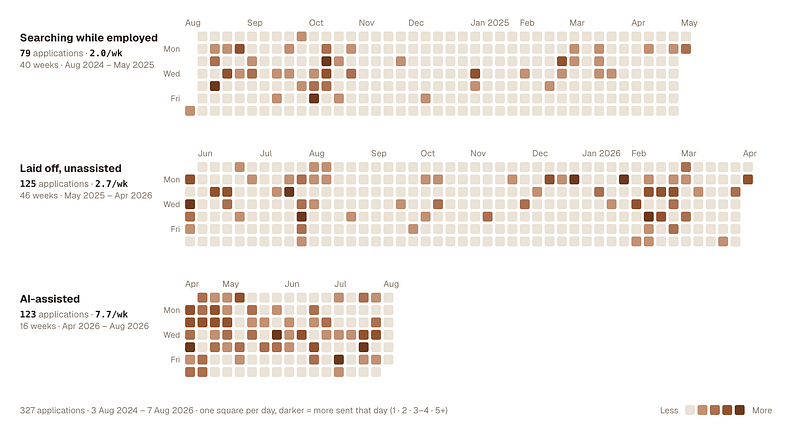 Aug Sep Oct Nov Dec Jan 2025 Feb Mar Apr May
Searching while employed
79 applications · 2.0/wk
40 weeks · Aug 2024 – May 2025
Mon
Wed
Fri
Jun Jul Aug Sep Oct Nov Dec Jan 2026 Feb Mar Apr
Laid off, unassisted
125 applications · 2.7/wk
46 weeks · May 2025 – Apr 2026
Mon
Wed
Fri
Apr May Jun Jul Aug
AI-assisted
123 applications · 7.7/wk
16 weeks · Apr 2026 – Aug 2026
Mon
Wed
Fri
327 applications · 3 Aug 2024 – 7 Aug 2026 · one square per day, darker = more sent that day (1 · 2 · 3–4 · 5+)
Less More